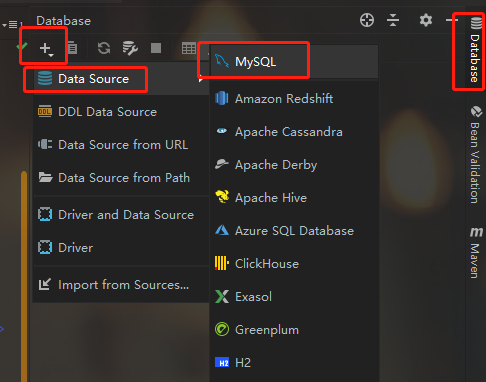 Database
Data Source
DDL Data Source
DDL
Data Source from URL
Data Source from Path
Driver and Data Source
Driver
Import from Sources...
MySQL
Amazon Redshift
Apache Cassandra
Apache Derby
Apache Hive
Azure SQL Database
ClickHouse
Exasol
Greenplum
H2
H2
Database
Bean Validation
m
Maven